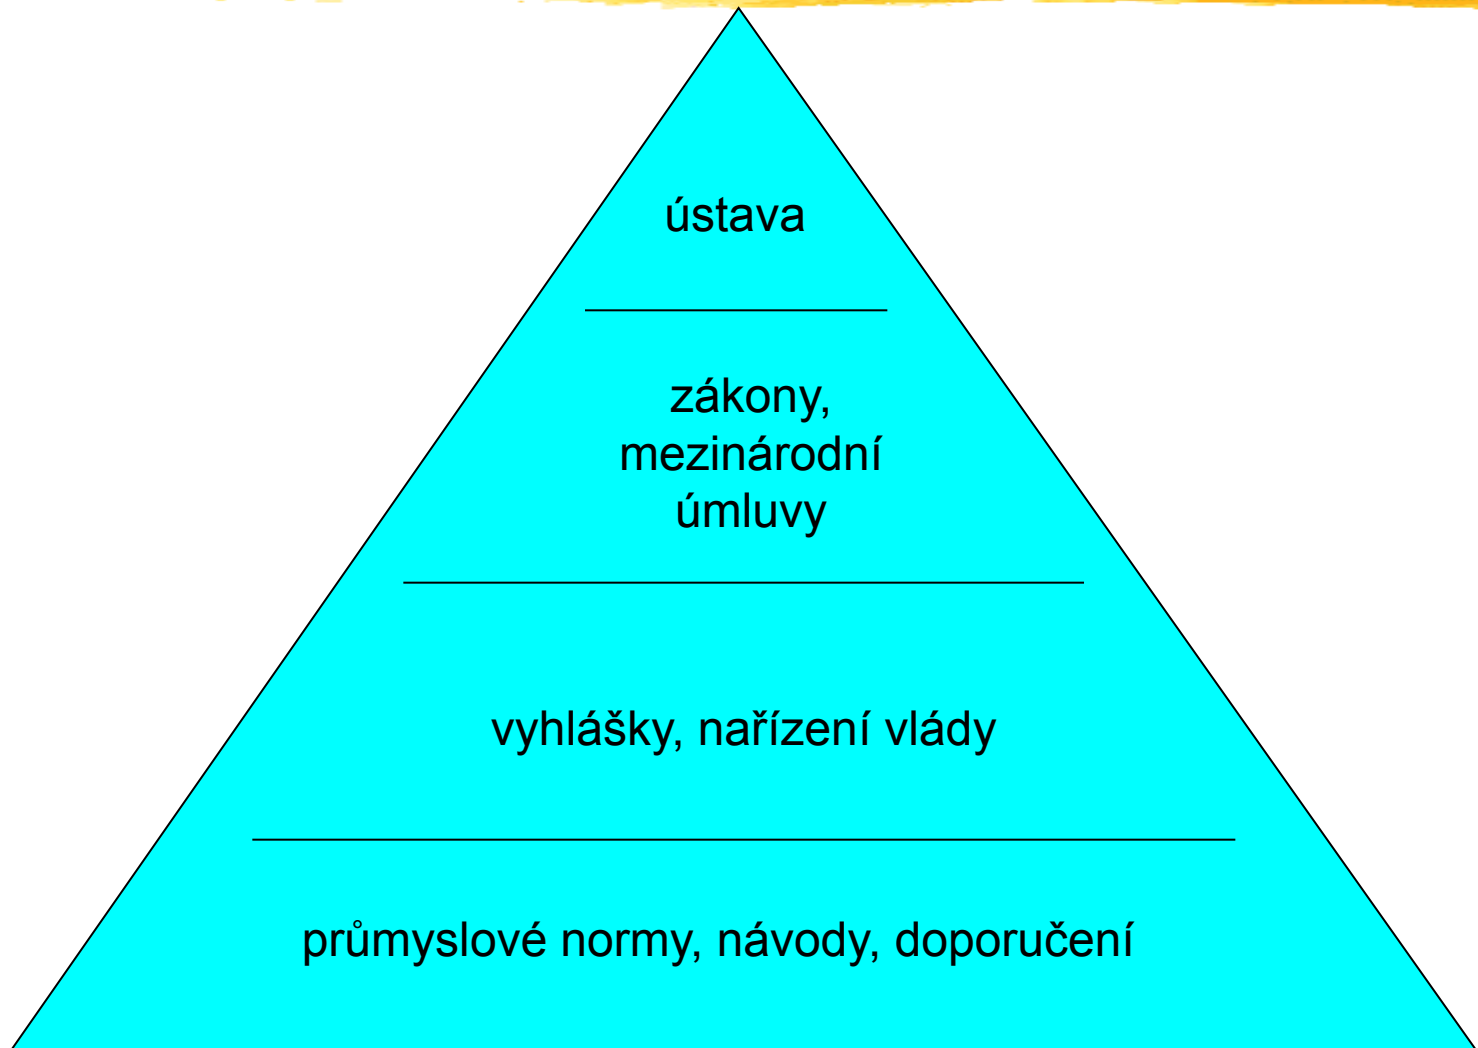 ústava
zákony,
mezinárodní
úmluvy
vyhlášky, nařízení vlády
průmyslové normy, návody, doporučení